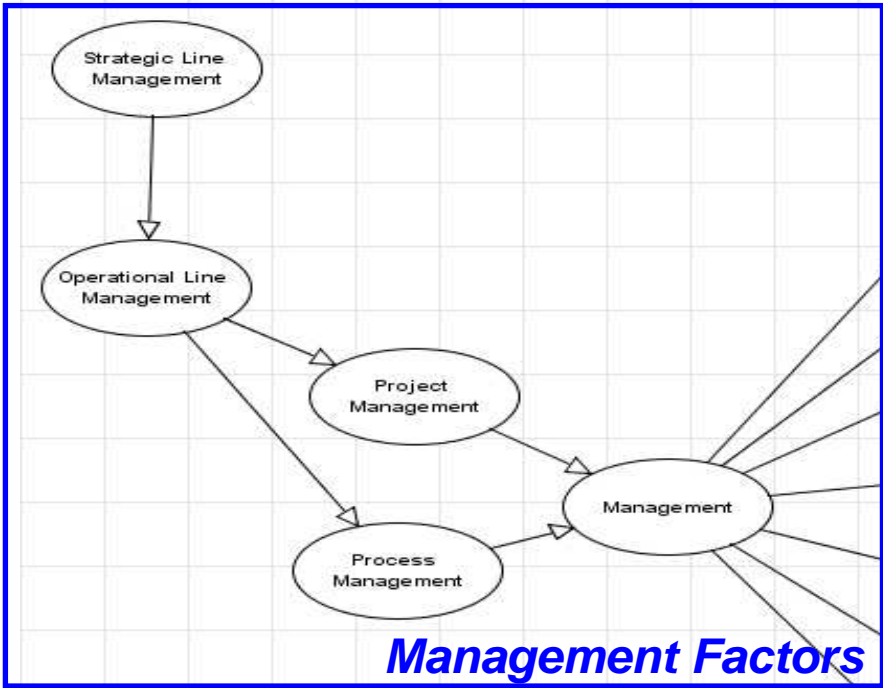 Strategic Line
Management
Operational Line
Management
Project
Management
Management
Process
Management
Management Factors